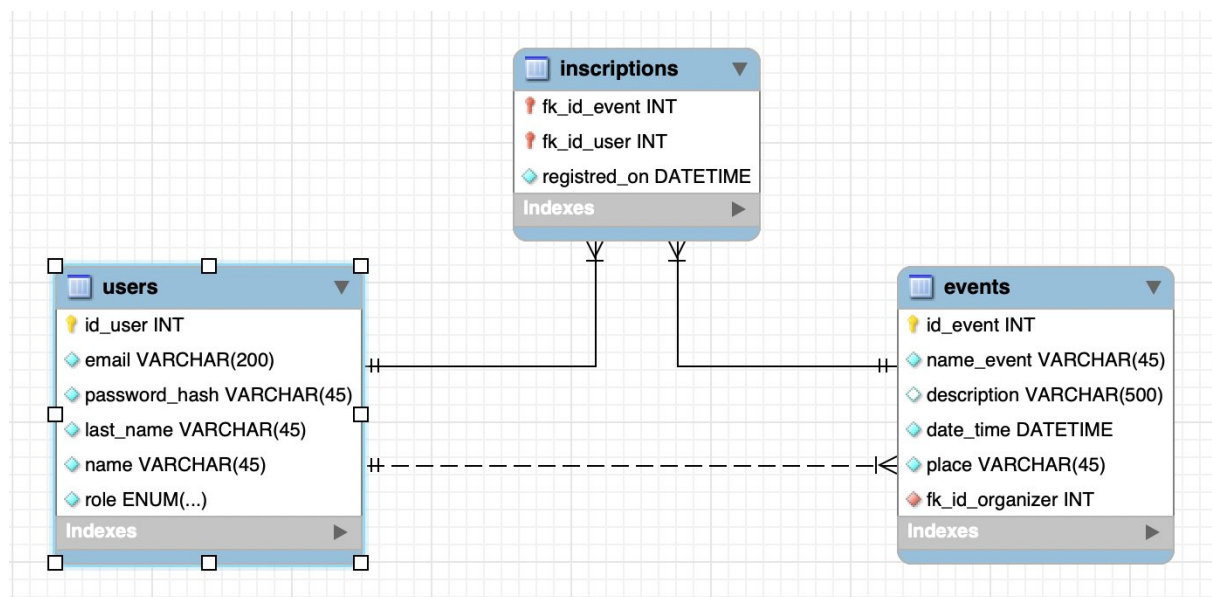 inscriptions
fk_id_event INT
fk_id_user INT
registred_on DATETIME
Indexes
users
id_user INT
email VARCHAR(200)
password_hash VARCHAR(45)
last_name VARCHAR(45)
name VARCHAR(45)
role ENUM(...)
Indexes
events
id_event INT
name_event VARCHAR(45)
description VARCHAR(500)
date_time DATETIME
place VARCHAR(45)
fk_id_organizer INT
Indexes